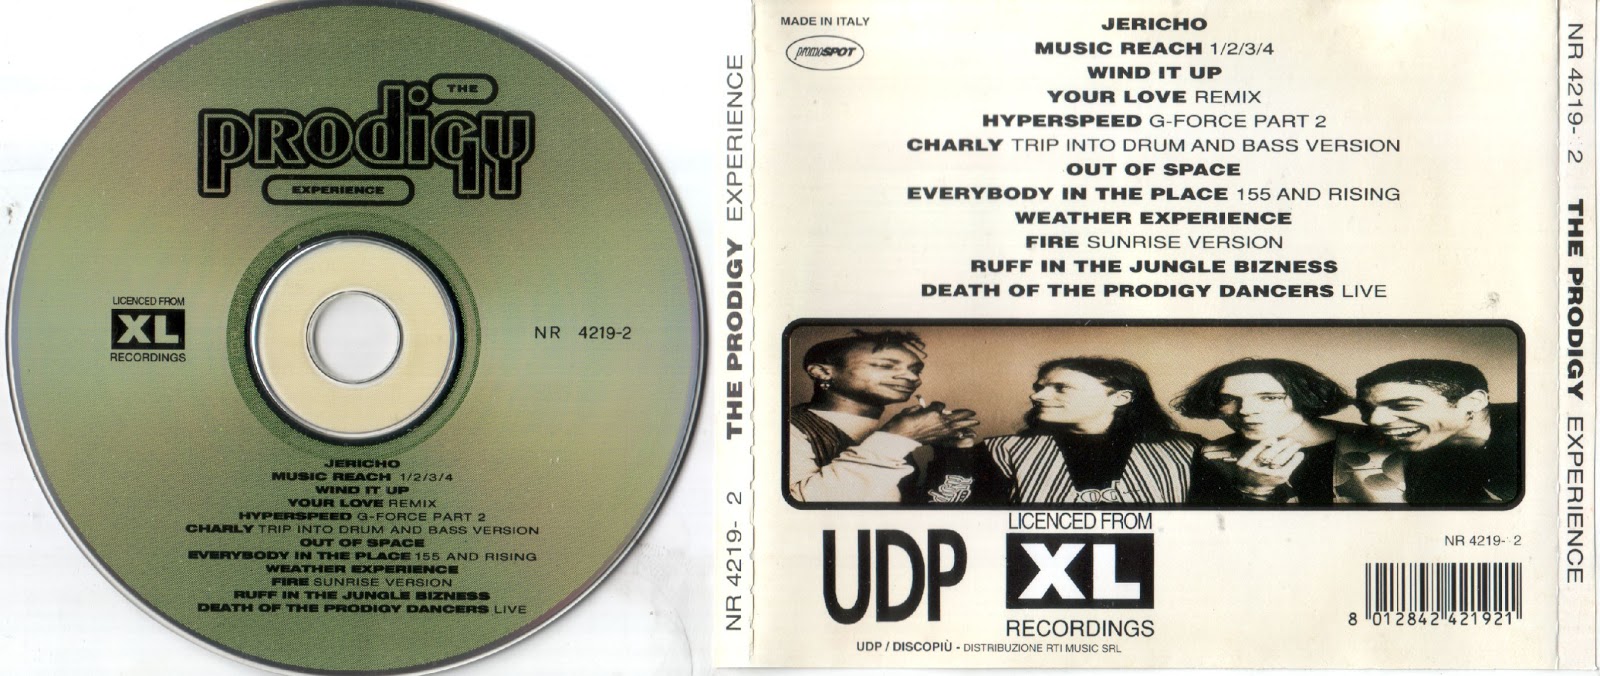 THE
prodigy
EXPERIENCE
LICENCED FROM
XL
RECORDINGS
NR 4219-2
JERICHO
MUSIC REACH 1/2/3/4
WIND IT UP
YOUR LOVE REMIX
HYPERSPEED G-FORCE PART 2
CHARLY TRIP INTO DRUM AND BASS VERSION
OUT OF SPACE
EVERYBODY IN THE PLACE 155 AND RISING
WEATHER EXPERIENCE
FIRE SUNRISE VERSION
RUFF IN THE JUNGLE BIZNESS
DEATH OF THE PRODIGY DANCERS LIVE
NR 4219- 2 THE PRODIGY EXPERIENCE
MADE IN ITALY
promoSPOT
JERICHO
MUSIC REACH 1/2/3/4
WIND IT UP
YOUR LOVE REMIX
HYPERSPEED G-FORCE PART 2
CHARLY TRIP INTO DRUM AND BASS VERSION
OUT OF SPACE
EVERYBODY IN THE PLACE 155 AND RISING
WEATHER EXPERIENCE
FIRE SUNRISE VERSION
RUFF IN THE JUNGLE BIZNESS
DEATH OF THE PRODIGY DANCERS LIVE
UDP
LICENCED FROM
XL
RECORDINGS
UDP / DISCOPIÙ - DISTRIBUZIONE RTI MUSIC SRL
NR 4219- 2
8 012842 421921
NR 4219- 2 THE PRODIGY EXPERIENCE